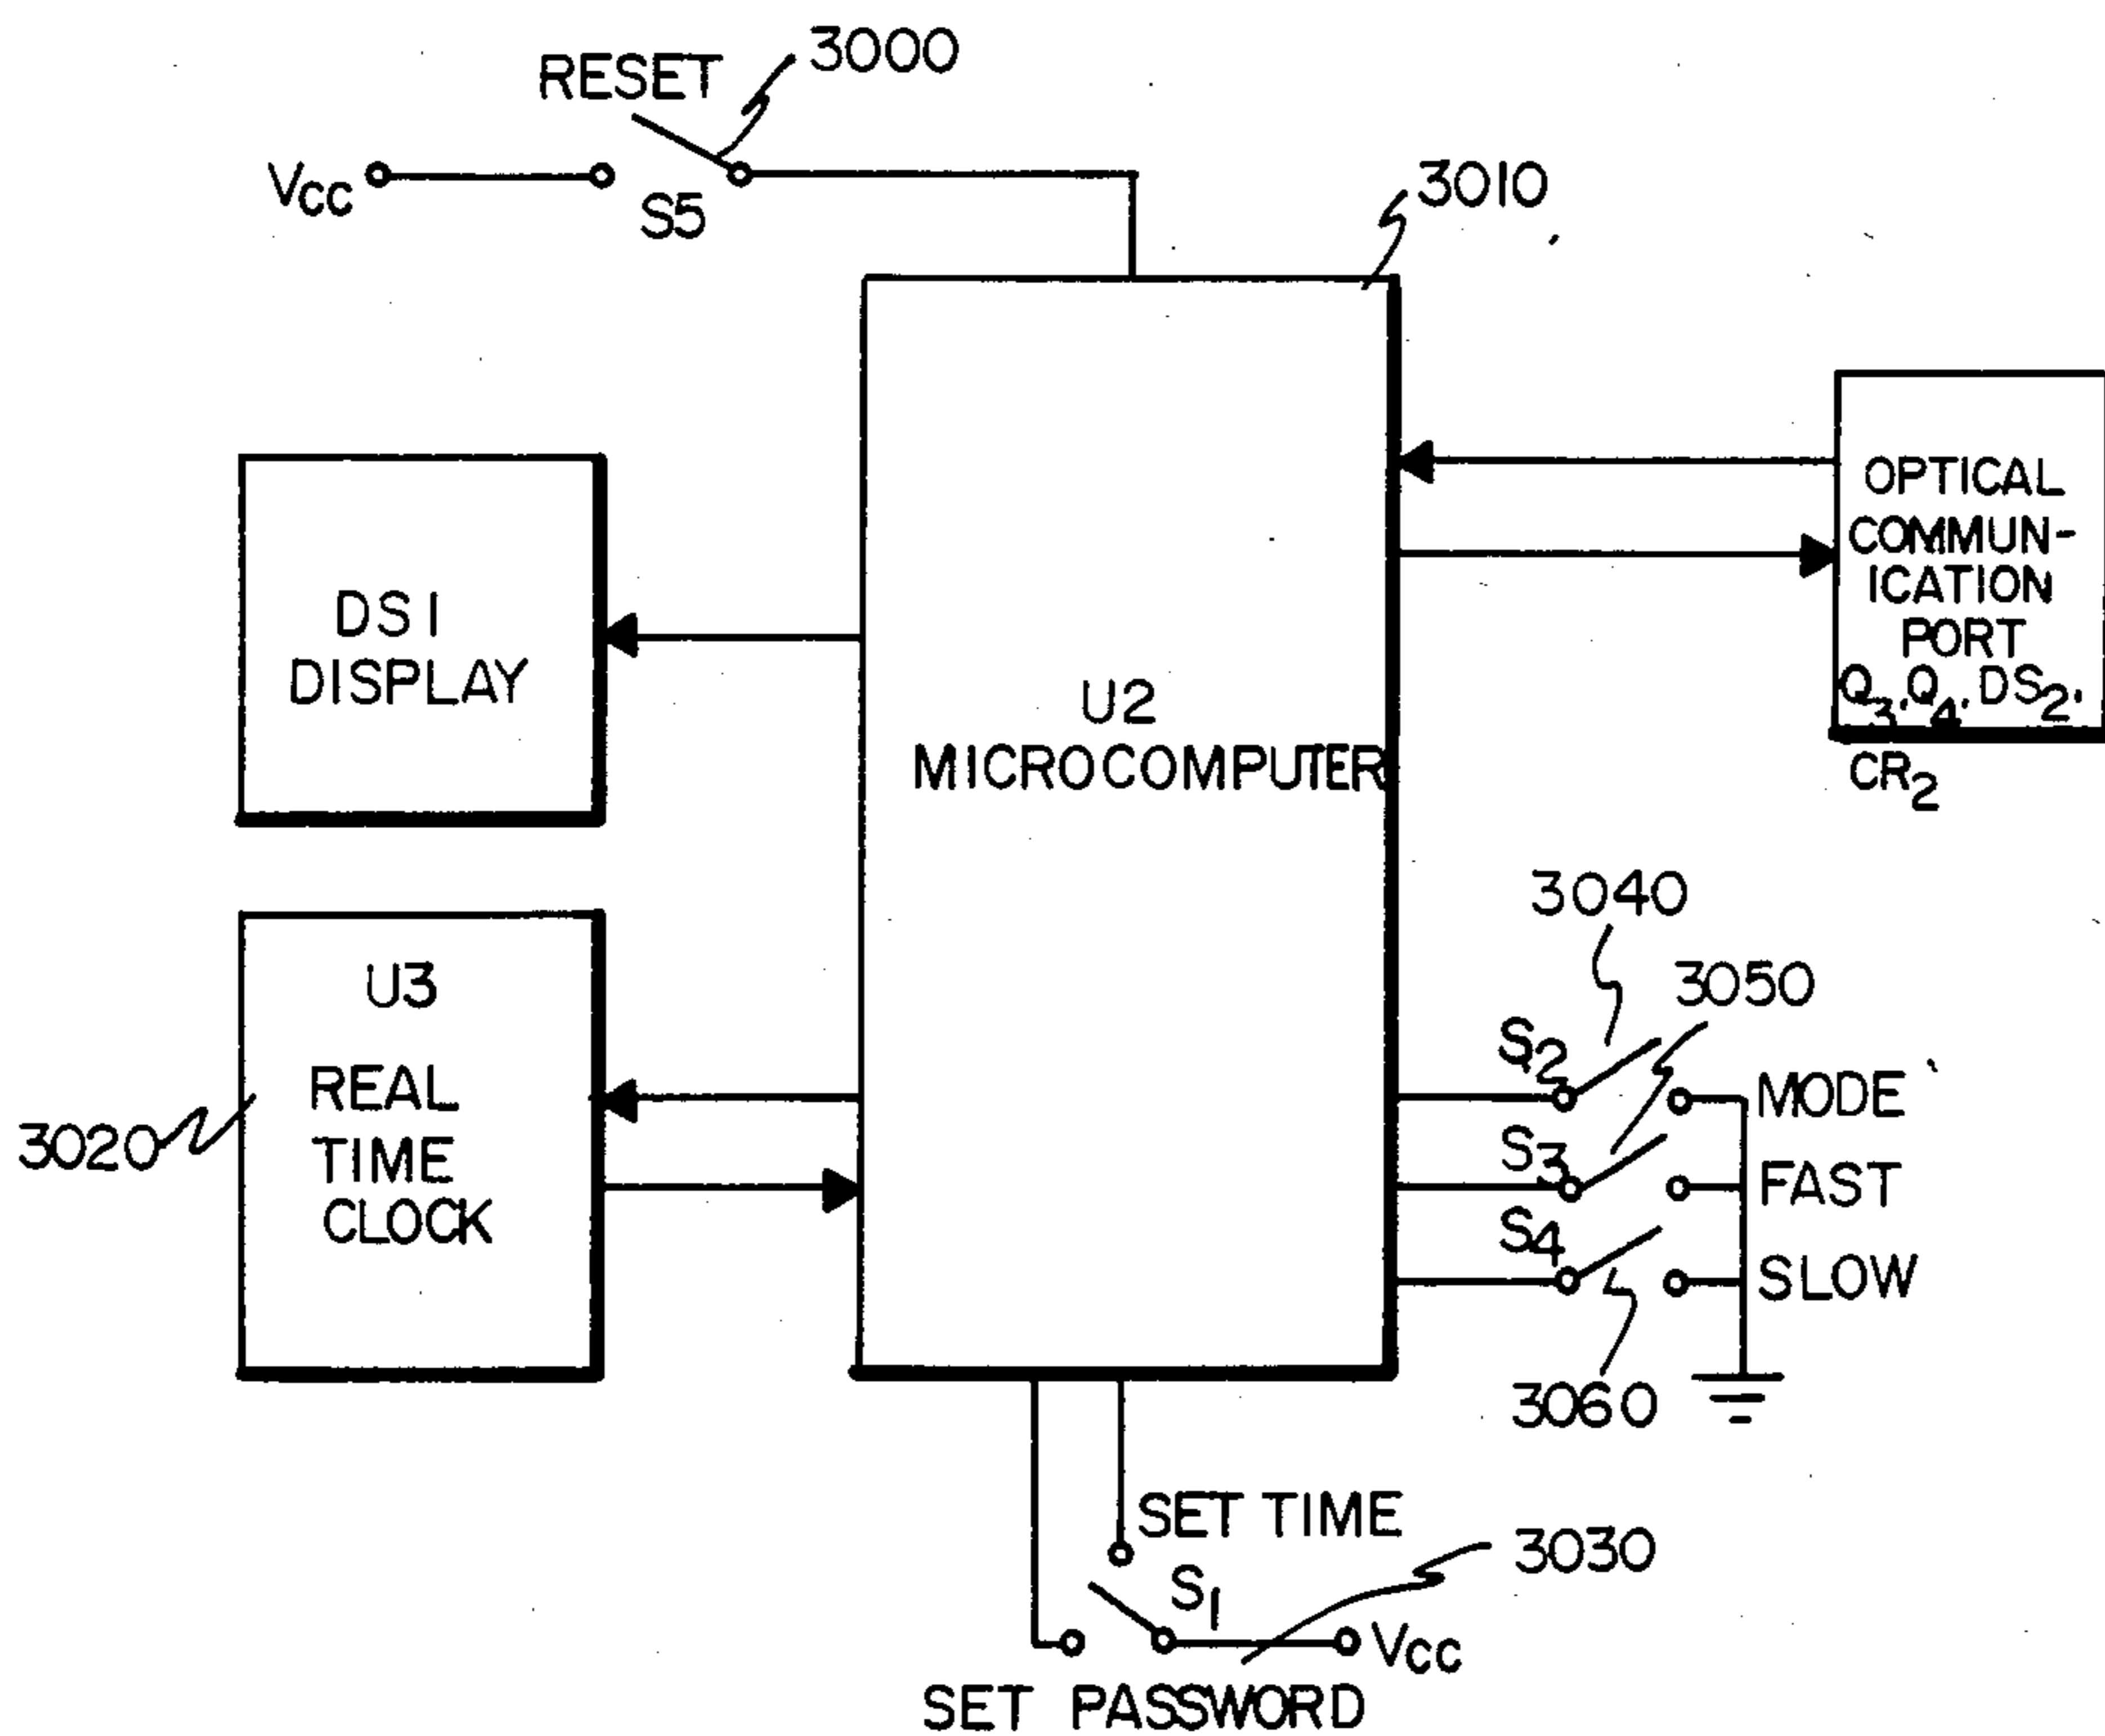 RESET
3000
Vcc
S5
3010
OPTICAL
COMMUN-
ICATION
PORT
Q3, Q4, DS2,
CR2
DS1
DISPLAY
U2
MICROCOMPUTER
U3
REAL
TIME
CLOCK
3020
3040
3050
S2
MODE
S3
FAST
S4
SLOW
3060
SET TIME
S1
3030
Vcc
SET PASSWORD